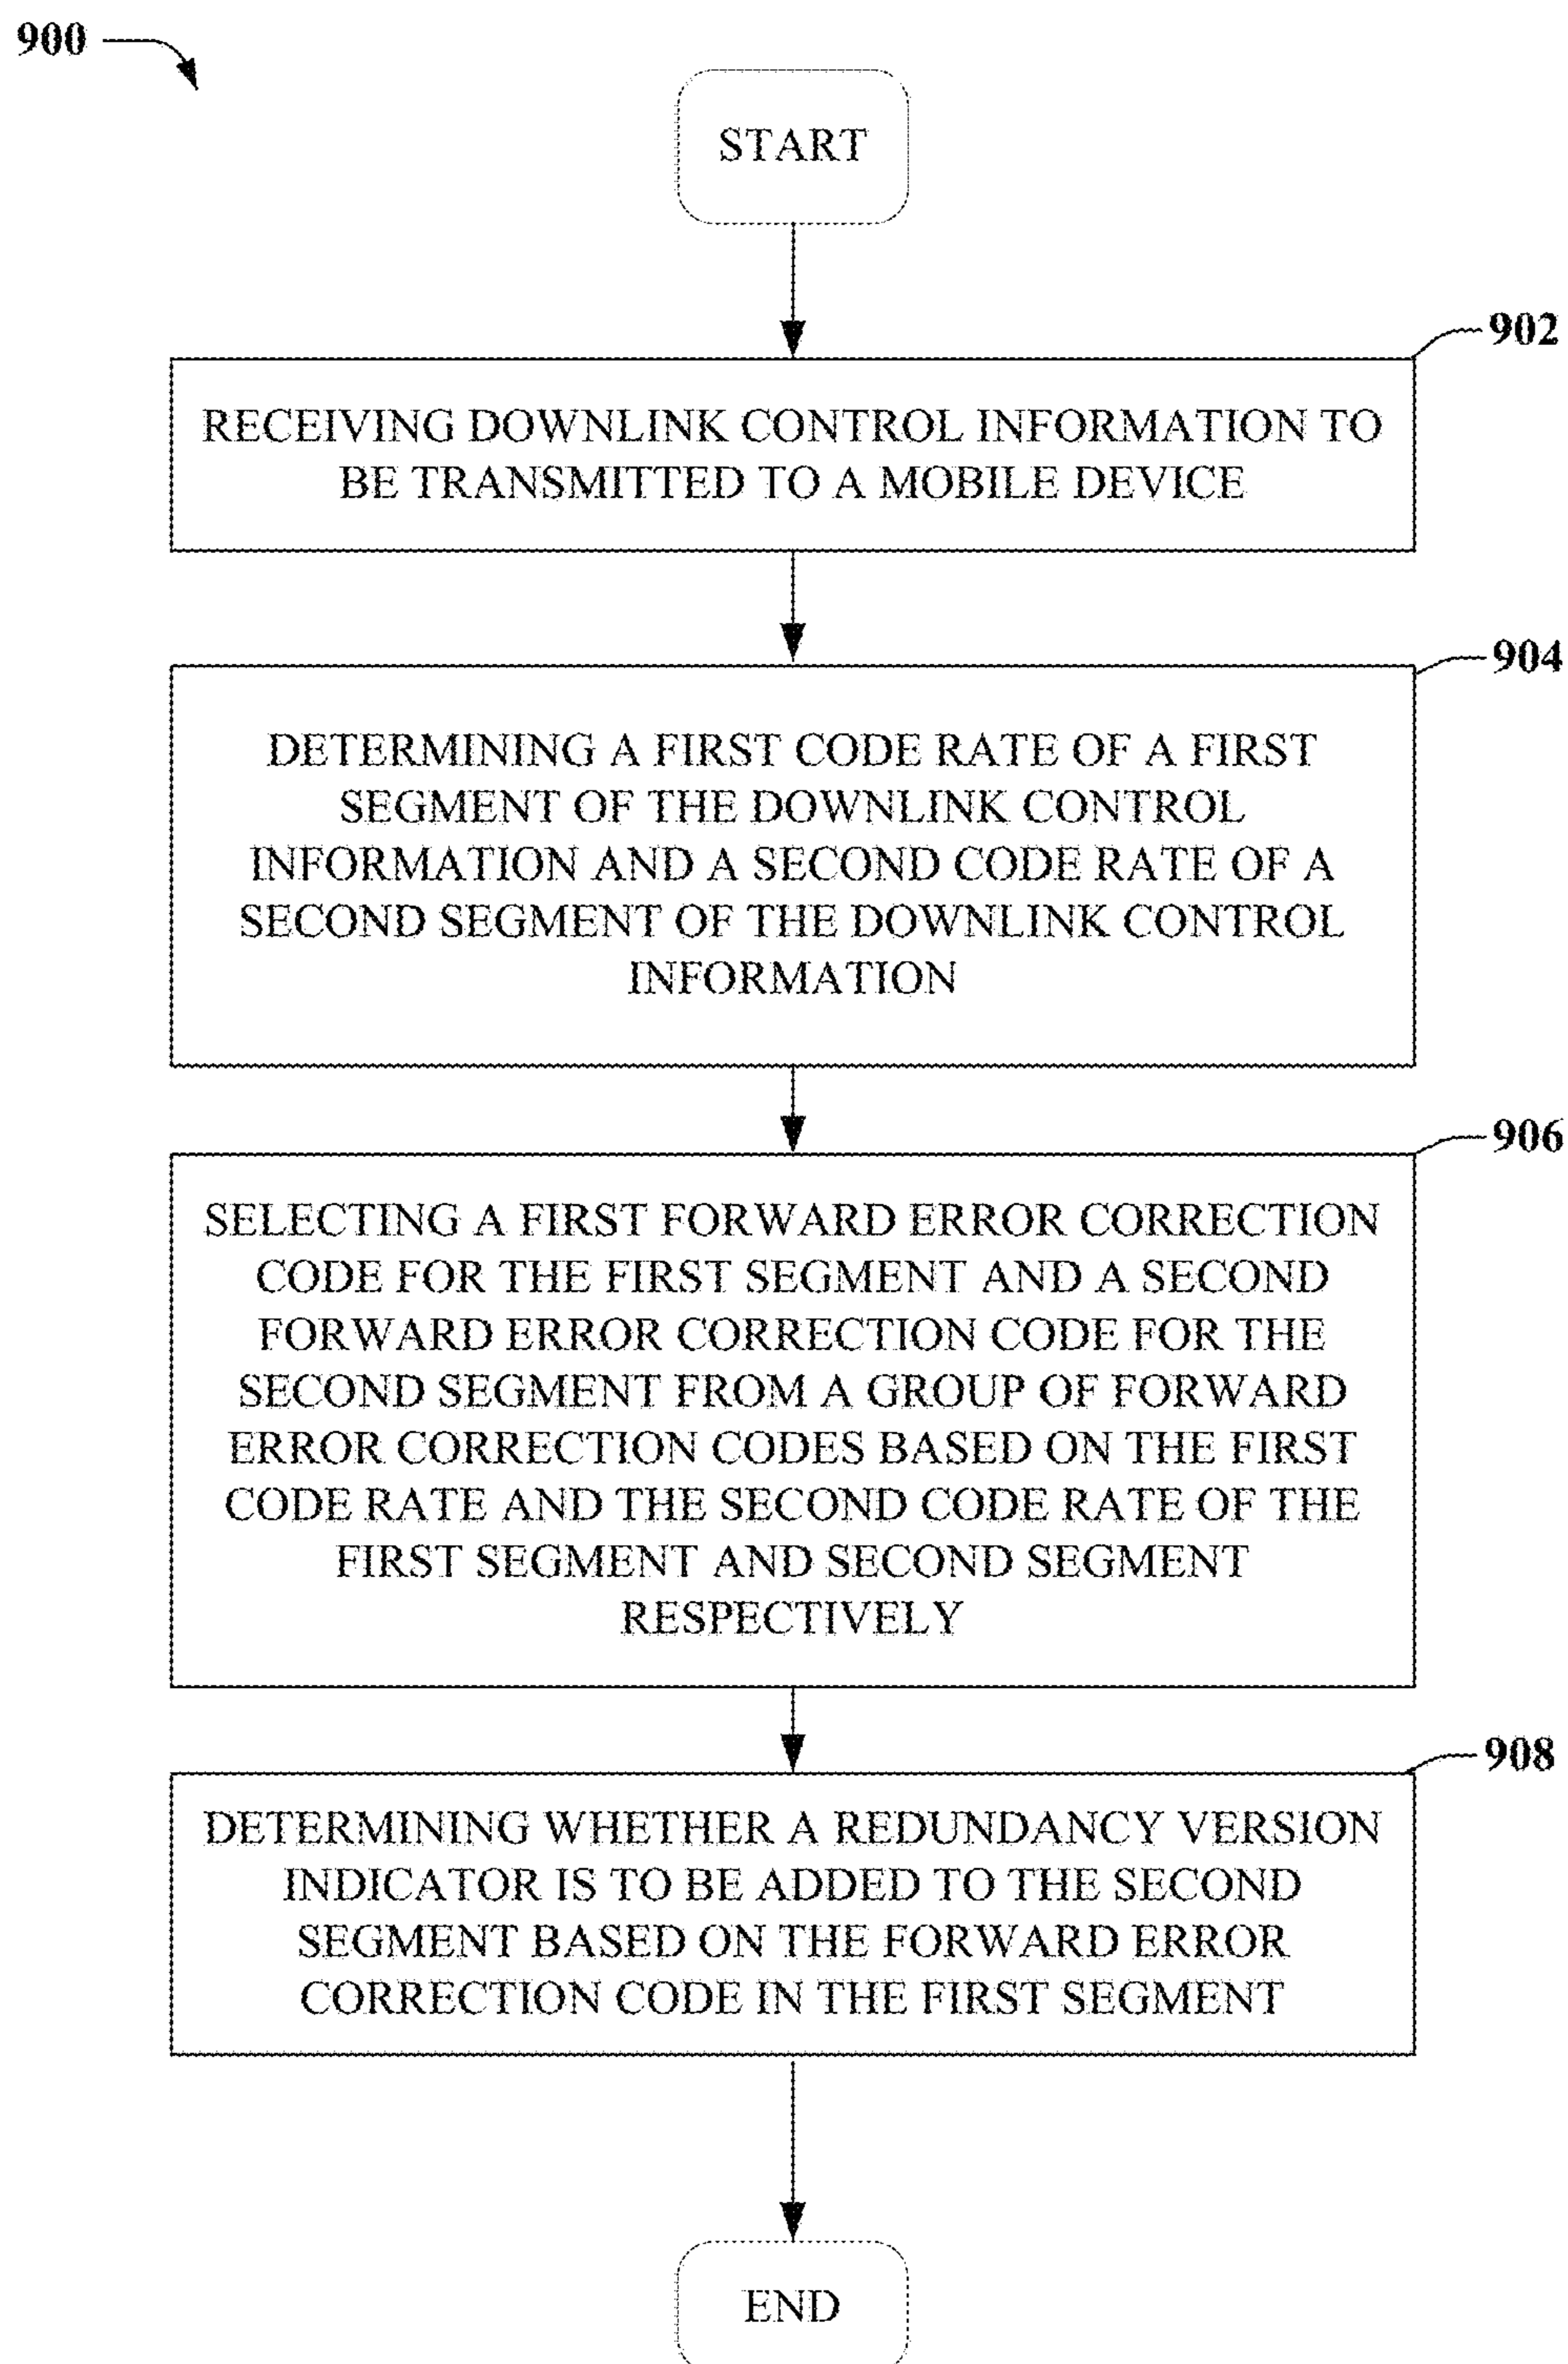 900
START
902
RECEIVING DOWNLINK CONTROL INFORMATION TO
BE TRANSMITTED TO A MOBILE DEVICE
904
DETERMINING A FIRST CODE RATE OF A FIRST
SEGMENT OF THE DOWNLINK CONTROL
INFORMATION AND A SECOND CODE RATE OF A
SECOND SEGMENT OF THE DOWNLINK CONTROL
INFORMATION
906
SELECTING A FIRST FORWARD ERROR CORRECTION
CODE FOR THE FIRST SEGMENT AND A SECOND
FORWARD ERROR CORRECTION CODE FOR THE
SECOND SEGMENT FROM A GROUP OF FORWARD
ERROR CORRECTION CODES BASED ON THE FIRST
CODE RATE AND THE SECOND CODE RATE OF THE
FIRST SEGMENT AND SECOND SEGMENT
RESPECTIVELY
908
DETERMINING WHETHER A REDUNDANCY VERSION
INDICATOR IS TO BE ADDED TO THE SECOND
SEGMENT BASED ON THE FORWARD ERROR
CORRECTION CODE IN THE FIRST SEGMENT
END